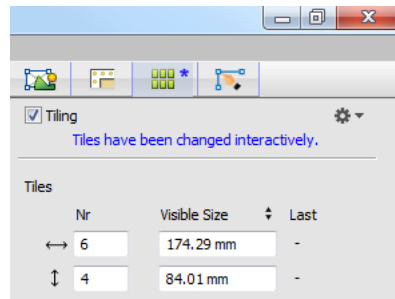 *
Tiling
Tiles have been changed interactively.
Tiles
Nr Visible Size Last
6 174.29 mm -
4 84.01 mm -